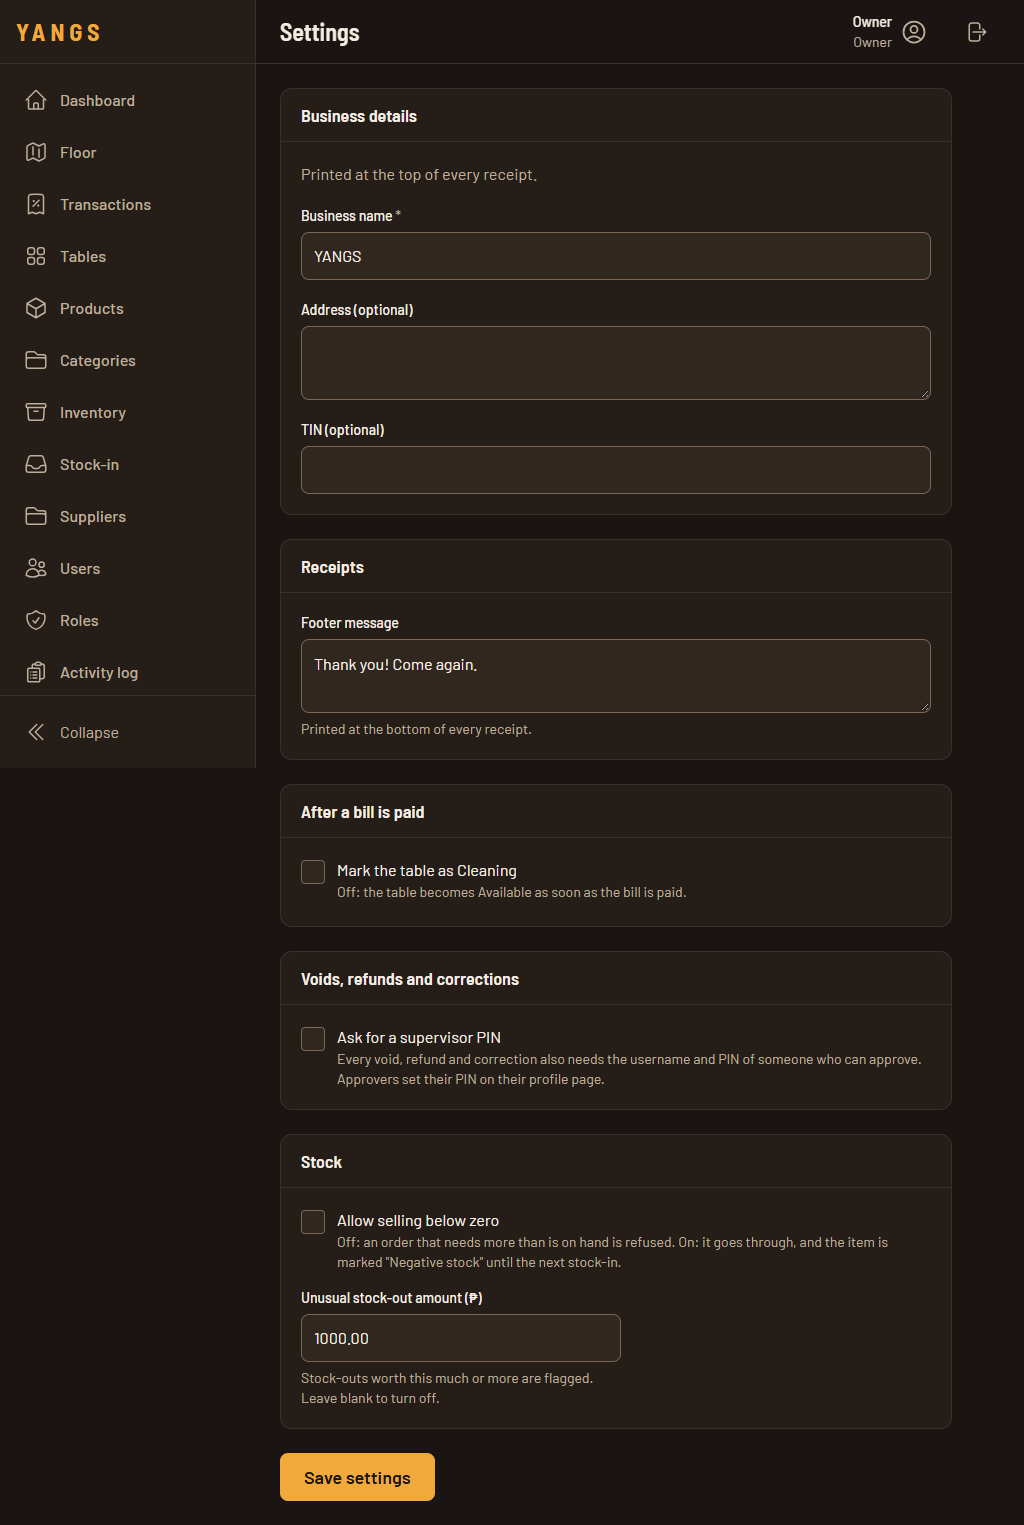 YANGS
Settings
Owner
Owner
Dashboard
Floor
Transactions
Tables
Products
Categories
Inventory
Stock-in
Suppliers
Users
Roles
Activity log
Collapse
Business details
Printed at the top of every receipt.
Business name *
YANGS
Address (optional)
TIN (optional)
Receipts
Footer message
Thank you! Come again.
Printed at the bottom of every receipt.
After a bill is paid
Mark the table as Cleaning
Off: the table becomes Available as soon as the bill is paid.
Voids, refunds and corrections
Ask for a supervisor PIN
Every void, refund and correction also needs the username and PIN of someone who can approve.
Approvers set their PIN on their profile page.
Stock
Allow selling below zero
Off: an order that needs more than is on hand is refused. On: it goes through, and the item is
marked "Negative stock" until the next stock-in.
Unusual stock-out amount (₱)
1000.00
Stock-outs worth this much or more are flagged.
Leave blank to turn off.
Save settings